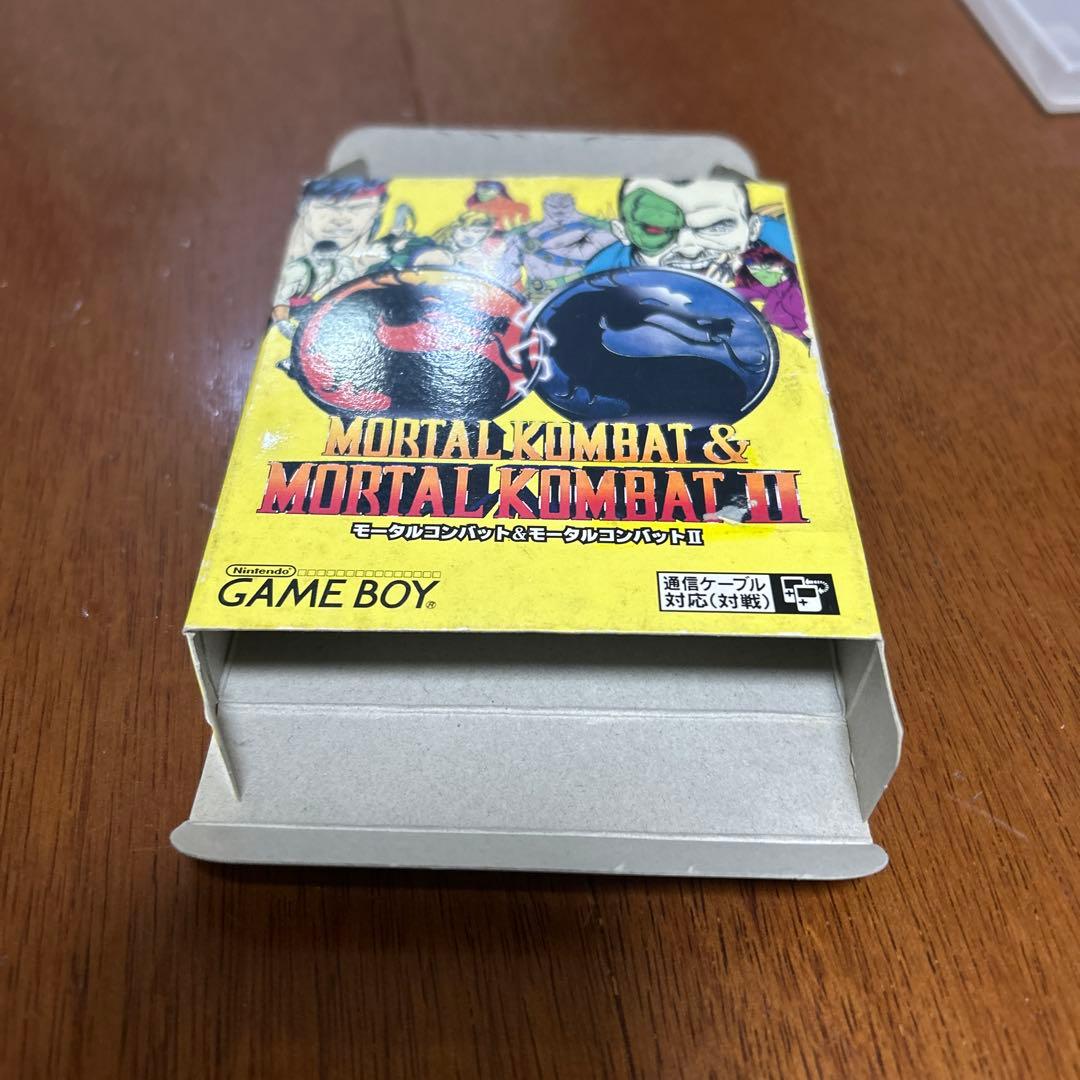 MORTAL KOMBAT &
MORTAL KOMBAT II
モータルコンバット&モータルコンバットII
Nintendo
GAME BOY®
通信ケーブル
対応(対戦)